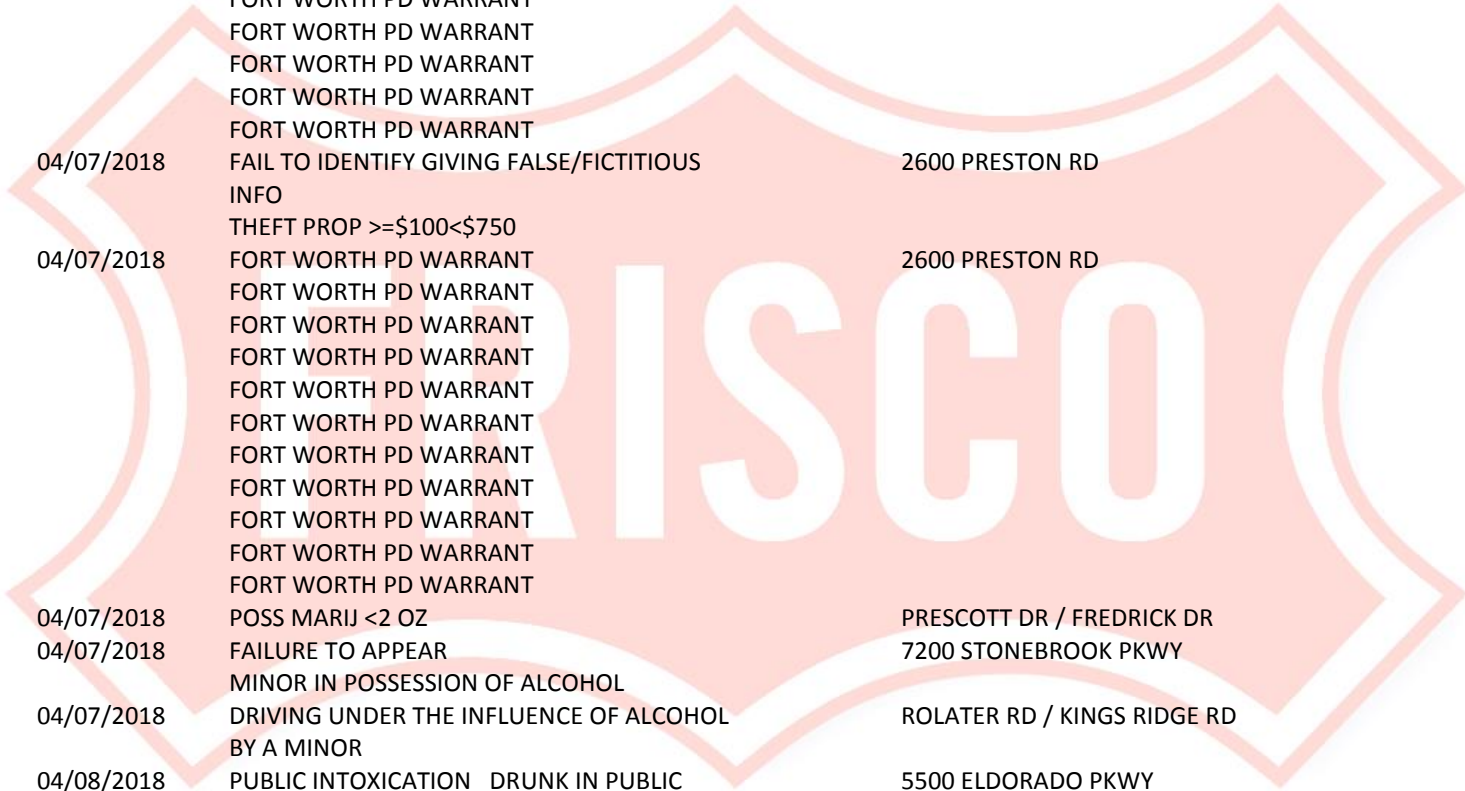 FORT WORTH PD WARRANT
FORT WORTH PD WARRANT
FORT WORTH PD WARRANT
FORT WORTH PD WARRANT
FORT WORTH PD WARRANT
04/07/2018 FAIL TO IDENTIFY GIVING FALSE/FICTITIOUS 2600 PRESTON RD
INFO
THEFT PROP >=$100<$750
04/07/2018 FORT WORTH PD WARRANT 2600 PRESTON RD
FORT WORTH PD WARRANT
FORT WORTH PD WARRANT
FORT WORTH PD WARRANT
FORT WORTH PD WARRANT
FORT WORTH PD WARRANT
FORT WORTH PD WARRANT
FORT WORTH PD WARRANT
FORT WORTH PD WARRANT
FORT WORTH PD WARRANT
FORT WORTH PD WARRANT
04/07/2018 POSS MARIJ <2 OZ PRESCOTT DR / FREDRICK DR
04/07/2018 FAILURE TO APPEAR 7200 STONEBROOK PKWY
MINOR IN POSSESSION OF ALCOHOL
04/07/2018 DRIVING UNDER THE INFLUENCE OF ALCOHOL ROLATER RD / KINGS RIDGE RD
BY A MINOR
04/08/2018 PUBLIC INTOXICATION DRUNK IN PUBLIC 5500 ELDORADO PKWY
FRISCO